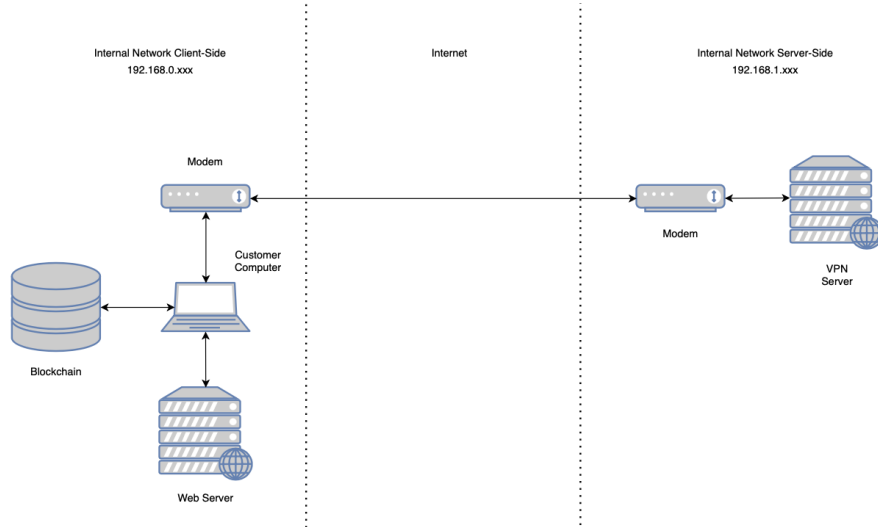 Internal Network Client-Side
192.168.0.xxx
Internet
Internal Network Server-Side
192.168.1.xxx
Modem
Modem
Customer
Computer
VPN
Server
Blockchain
Web Server